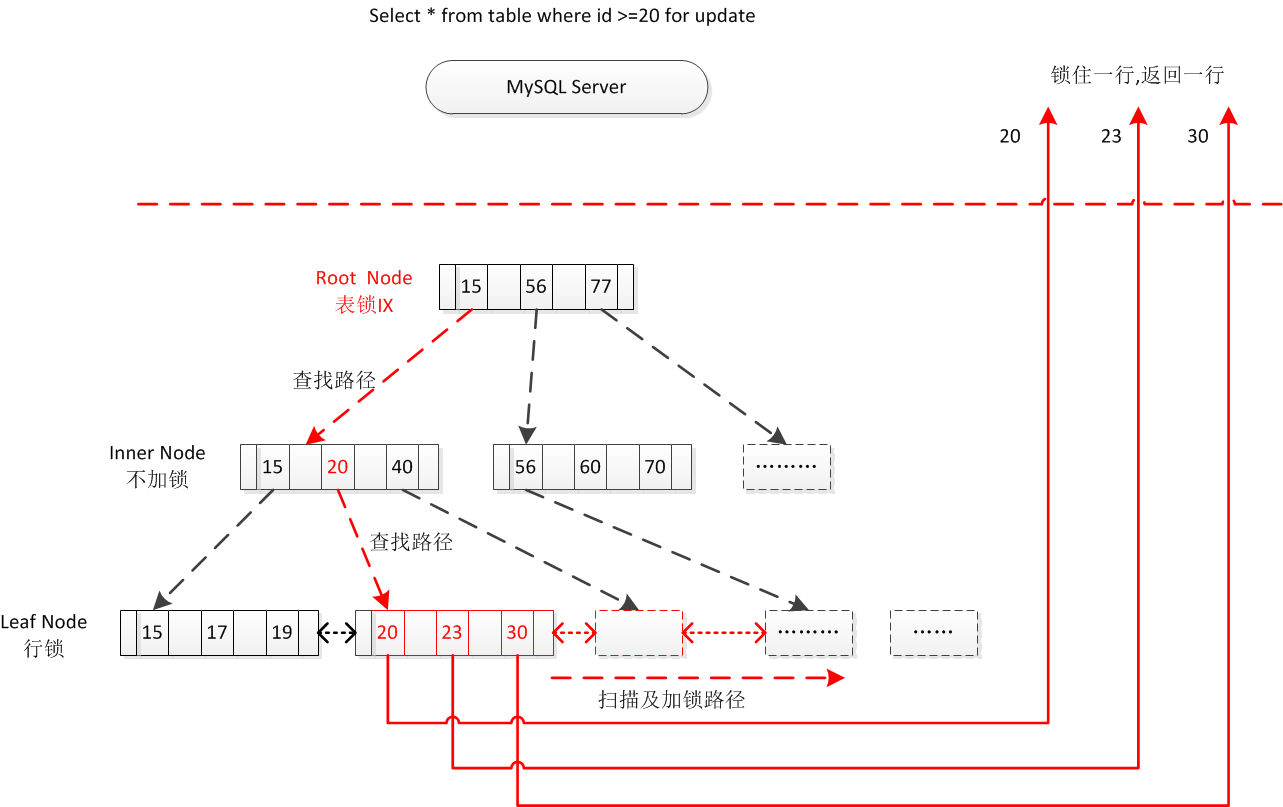 Select * from table where id >=20 for update
MySQL Server
锁住一行,返回一行
20
23
30
Root Node
表锁IX
15
56
77
查找路径
Inner Node
不加锁
15
20
40
56
60
70
………
查找路径
Leaf Node
行锁
15
17
19
20
23
30
………
……
扫描及加锁路径